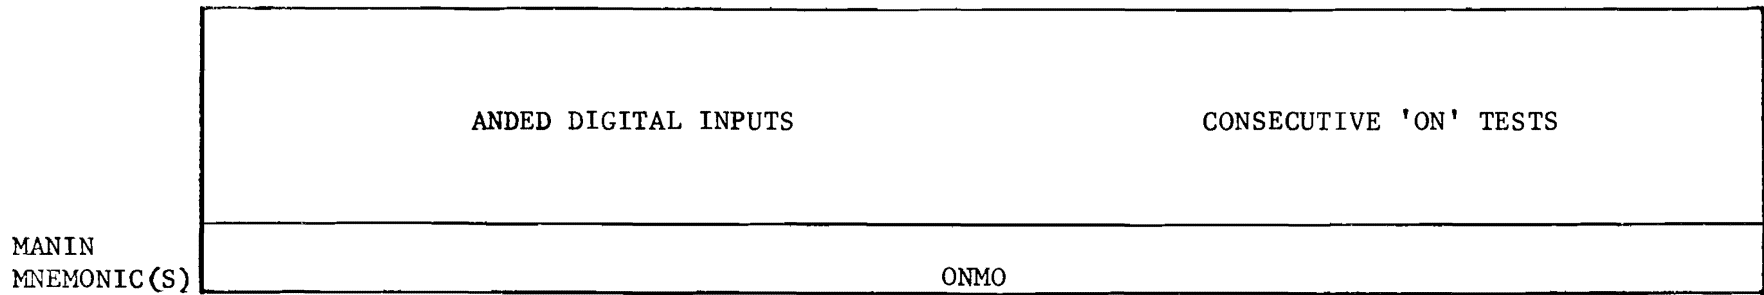 ANDED DIGITAL INPUTS CONSECUTIVE 'ON' TESTS
MANIN
MNEMONIC(S) ONMO